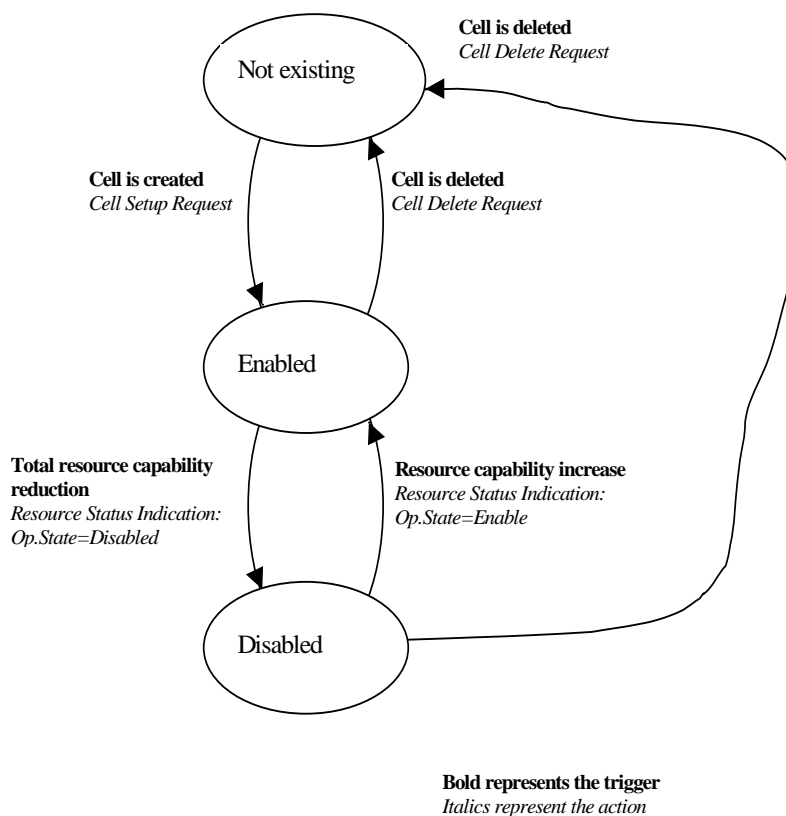 Cell is deleted
Cell Delete Request
Not existing
Cell is created
Cell Setup Request
Cell is deleted
Cell Delete Request
Enabled
Total resource capability
reduction
Resource Status Indication:
Op.State=Disabled
Resource capability increase
Resource Status Indication:
Op.State=Enable
Disabled
Bold represents the trigger
Italics represent the action